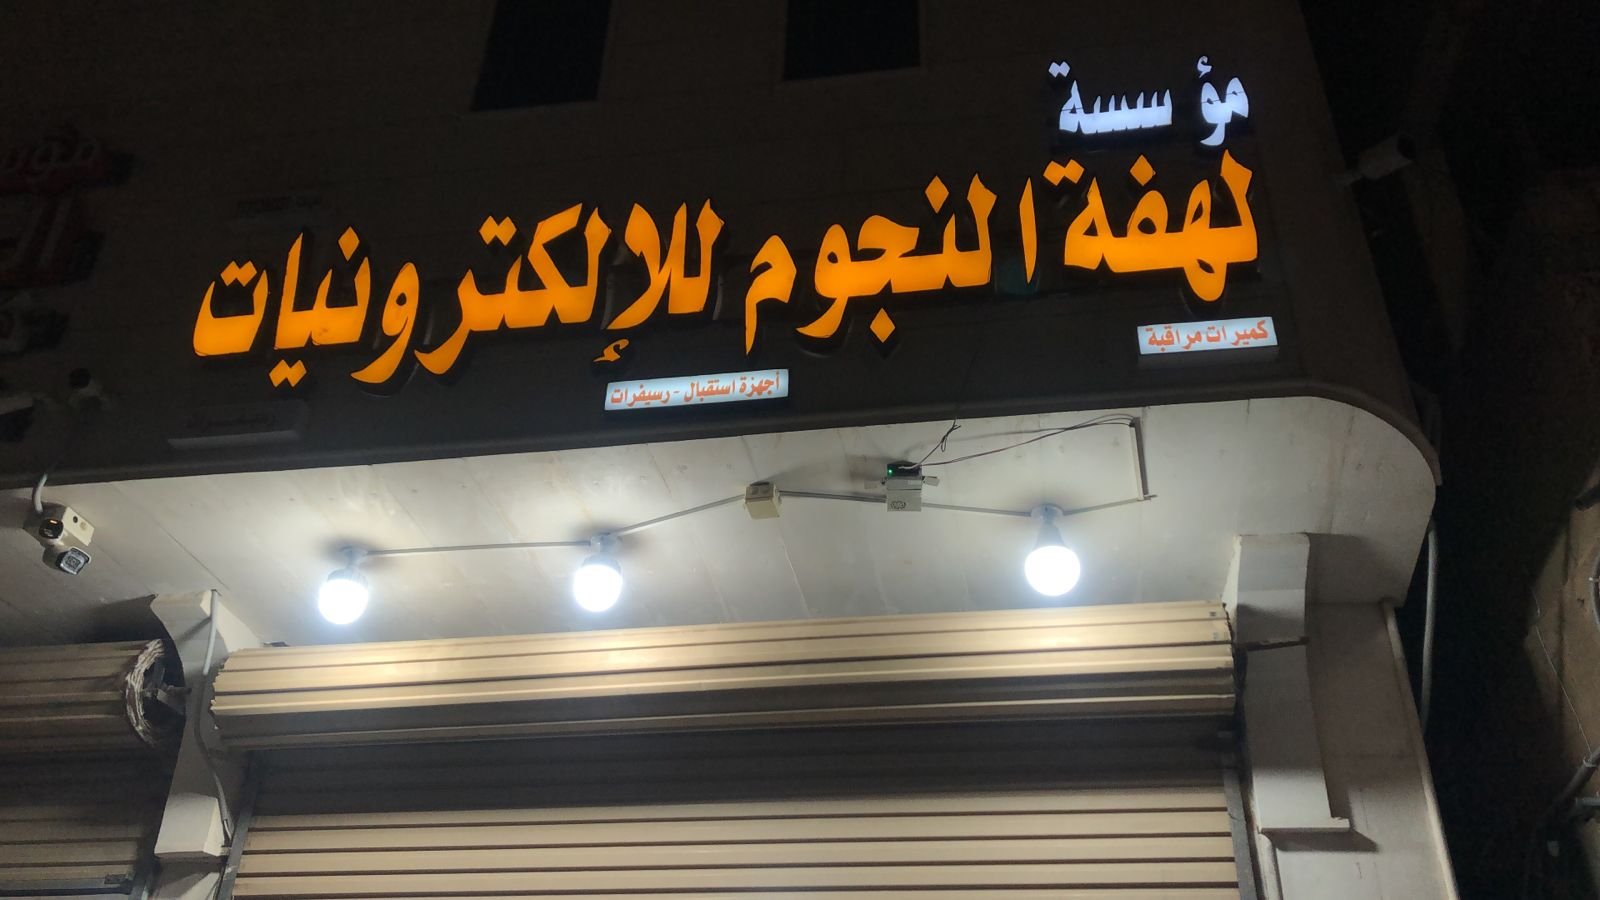 مؤسسة
لهفة النجوم للإلكترونيات
كميرات مراقبة
أجهزة استقبال - رسيفرات